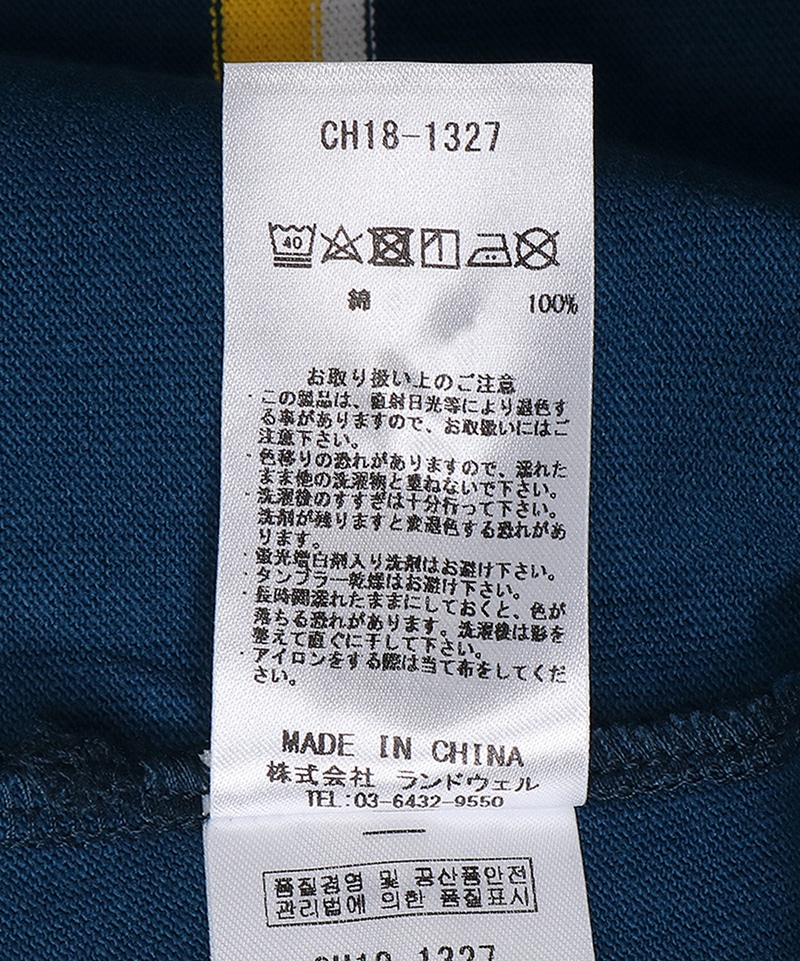 CH18-1327
40
綿 100%
お取り扱い上のご注意
・この製品は、直射日光等により退色す
る事がありますので、お取扱いにはご
注意下さい。
・色移りの恐れがありますので、濡れた
まま他の洗濯物と重ねないで下さい。
・洗濯後のすすぎは十分行って下さい。
洗剤が残りますと変退色する恐れがあ
ります。
・蛍光増白剤入り洗剤はお避け下さい。
・タンブラー乾燥はお避け下さい。
・長時間濡れたままにしておくと、色が
落ちる恐れがあります。洗濯後は形を
整えて直ぐに干して下さい。
・アイロンをする際は当て布をしてくだ
さい。
MADE IN CHINA
株式会社 ランドウェル
TEL:03-6432-9550
품질경영 및 공산품안전
관리법에 의한 품질표시
CH18-1327